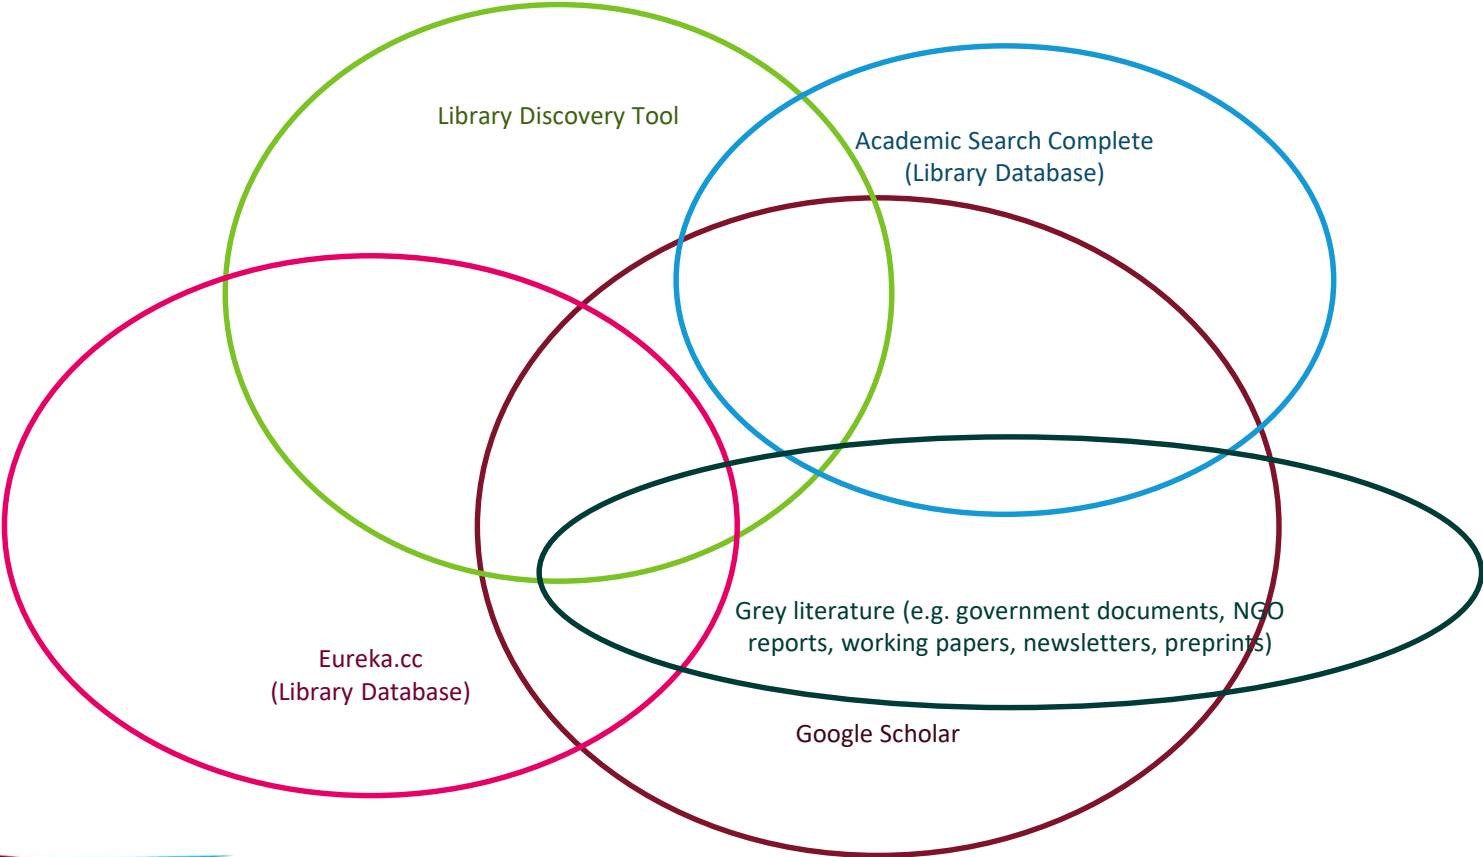 Library Discovery Tool
Academic Search Complete
(Library Database)
Grey literature (e.g. government documents, NGO
reports, working papers, newsletters, preprints)
Eureka.cc
(Library Database)
Google Scholar